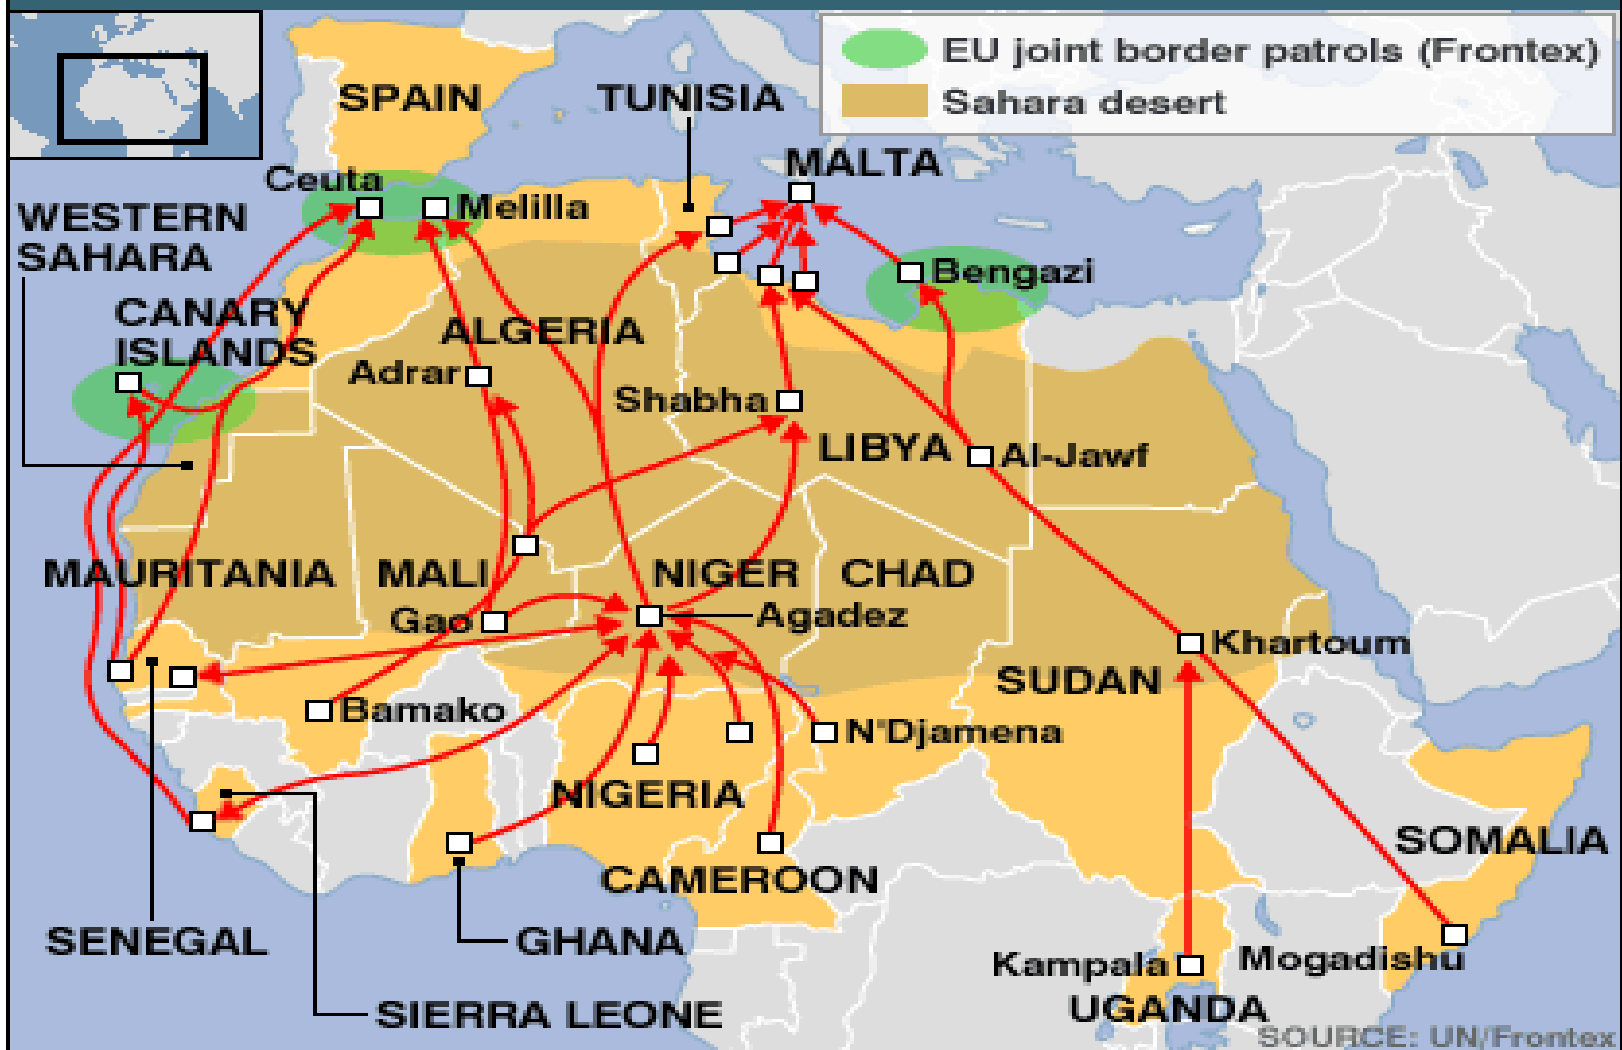 EU joint border patrols (Frontex)
Sahara desert
SPAIN
TUNISIA
MALTA
Ceuta
Melilla
WESTERN
SAHARA
Bengazi
CANARY
ISLANDS
ALGERIA
Adrar
Shabha
LIBYA
Al-Jawf
MAURITANIA
MALI
NIGER
CHAD
Gao
Agadez
Khartoum
SUDAN
Bamako
N'Djamena
NIGERIA
SOMALIA
CAMEROON
SENEGAL
GHANA
Kampala
Mogadishu
UGANDA
SIERRA LEONE
SOURCE: UN/Frontex